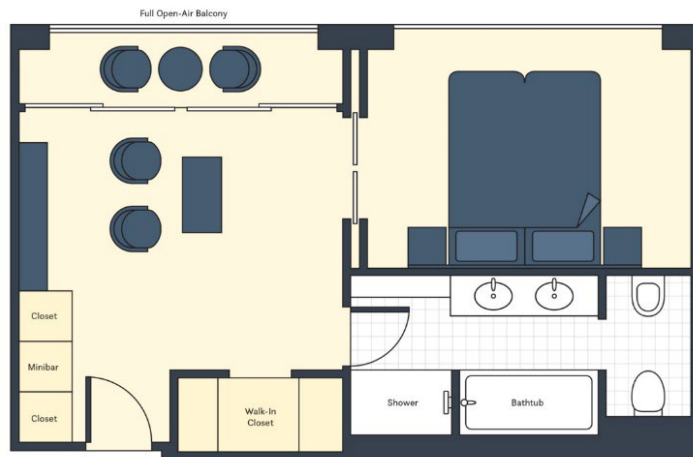 Full Open-Air Balcony
Closet
Minibar
Closet
Walk-In
Closet
Shower
Bathtub